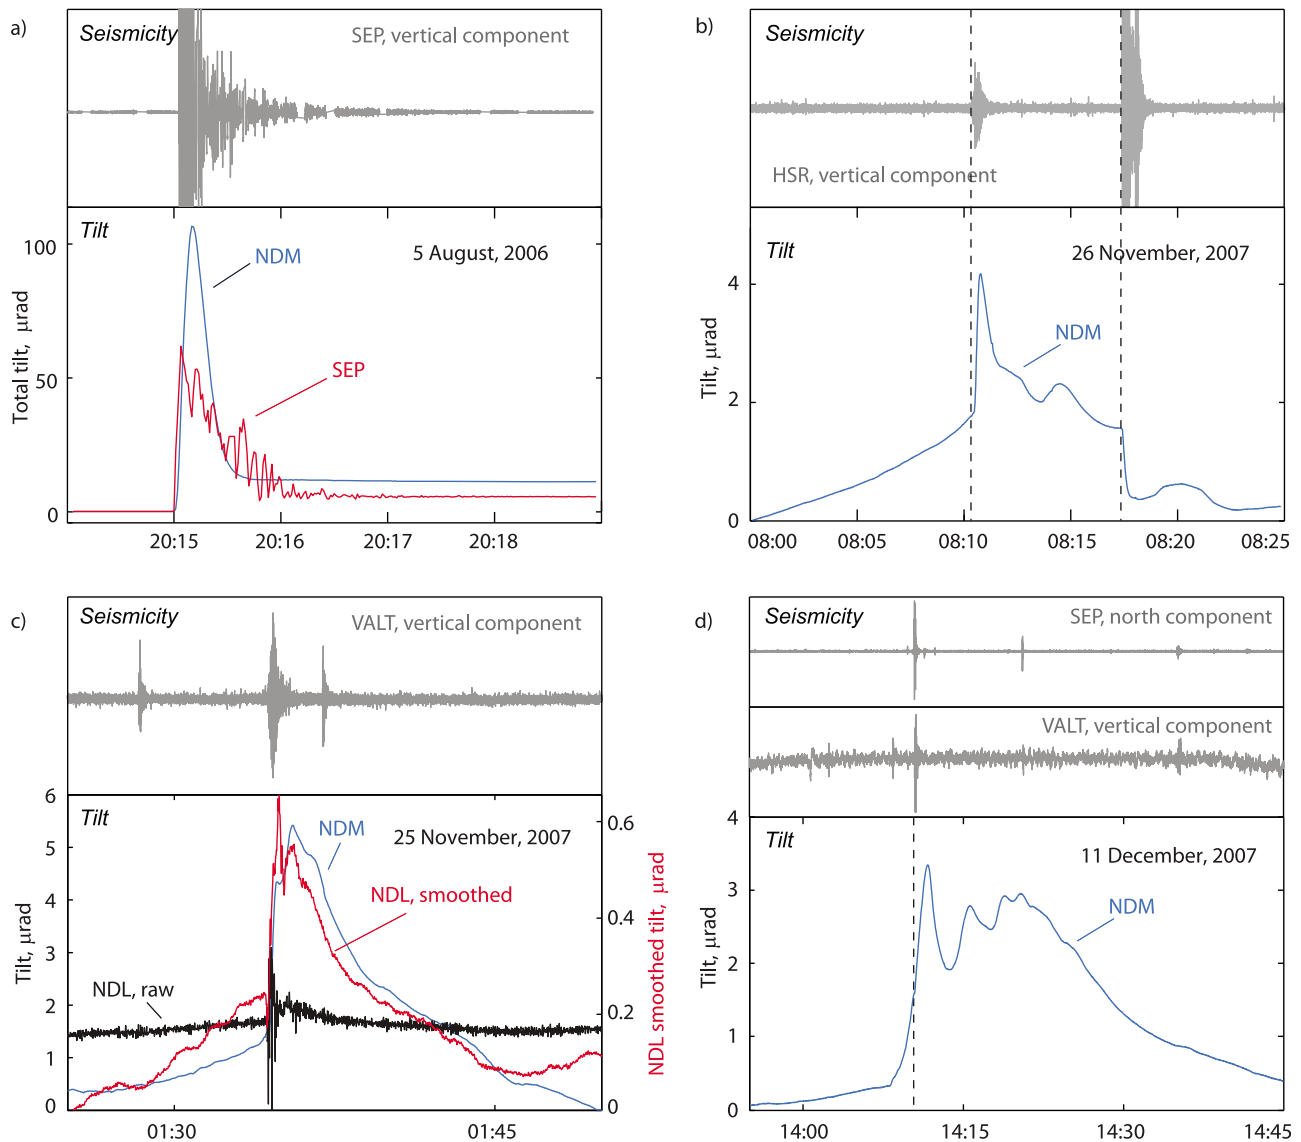 a)
Seismicity
SEP, vertical component
Tilt
5 August, 2006
NDM
SEP
Total tilt, µrad
100
50
0
20:15 20:16 20:17 20:18
b)
Seismicity
HSR, vertical component
Tilt
26 November, 2007
NDM
Tilt, µrad
4
2
0
08:00 08:05 08:10 08:15 08:20 08:25
c)
Seismicity
VALT, vertical component
Tilt
25 November, 2007
NDM
NDL, smoothed
NDL, raw
Tilt, µrad
6
5
4
3
2
1
0
NDL smoothed tilt, µrad
0.6
0.4
0.2
0
01:30 01:45
d)
Seismicity
SEP, north component
VALT, vertical component
Tilt
11 December, 2007
NDM
Tilt, µrad
4
3
2
1
0
14:00 14:15 14:30 14:45